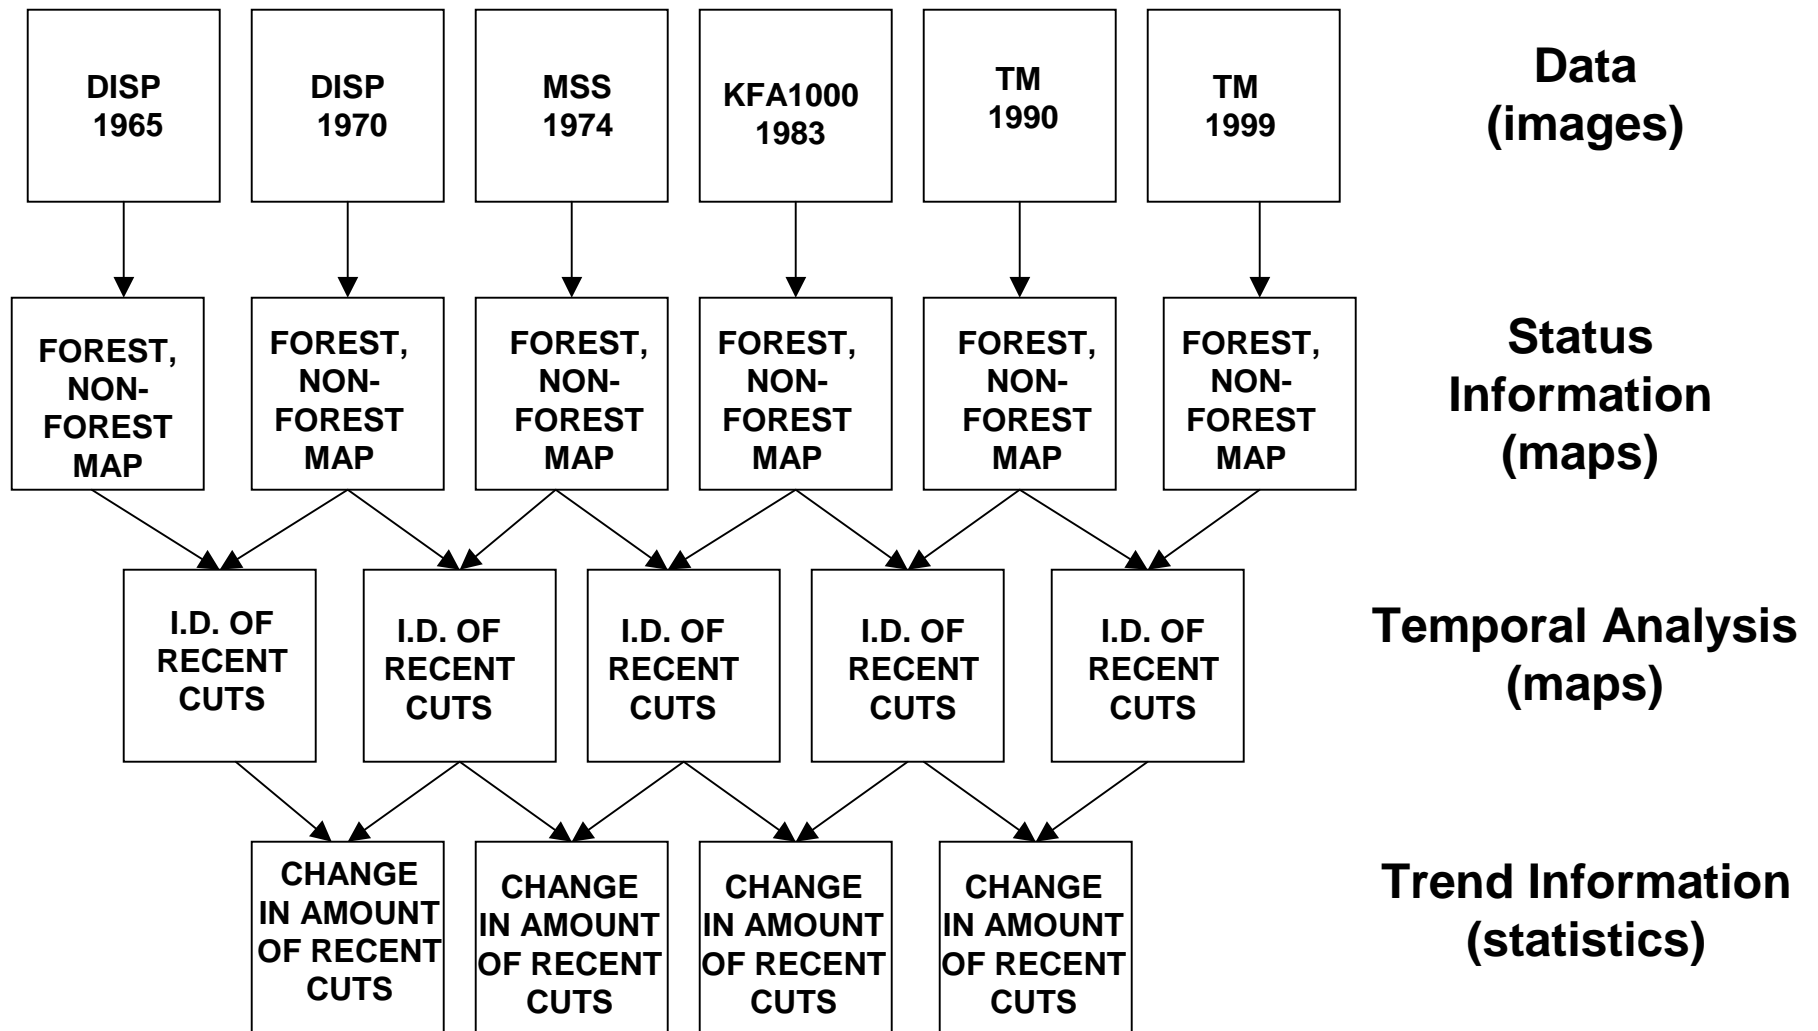 DISP
1965
DISP
1970
MSS
1974
KFA1000
1983
TM
1990
TM
1999
Data
(images)
FOREST,
NON-
FOREST
MAP
FOREST,
NON-
FOREST
MAP
FOREST,
NON-
FOREST
MAP
FOREST,
NON-
FOREST
MAP
FOREST,
NON-
FOREST
MAP
FOREST,
NON-
FOREST
MAP
Status
Information
(maps)
I.D. OF
RECENT
CUTS
I.D. OF
RECENT
CUTS
I.D. OF
RECENT
CUTS
I.D. OF
RECENT
CUTS
I.D. OF
RECENT
CUTS
Temporal Analysis
(maps)
CHANGE
IN AMOUNT
OF RECENT
CUTS
CHANGE
IN AMOUNT
OF RECENT
CUTS
CHANGE
IN AMOUNT
OF RECENT
CUTS
CHANGE
IN AMOUNT
OF RECENT
CUTS
Trend Information
(statistics)